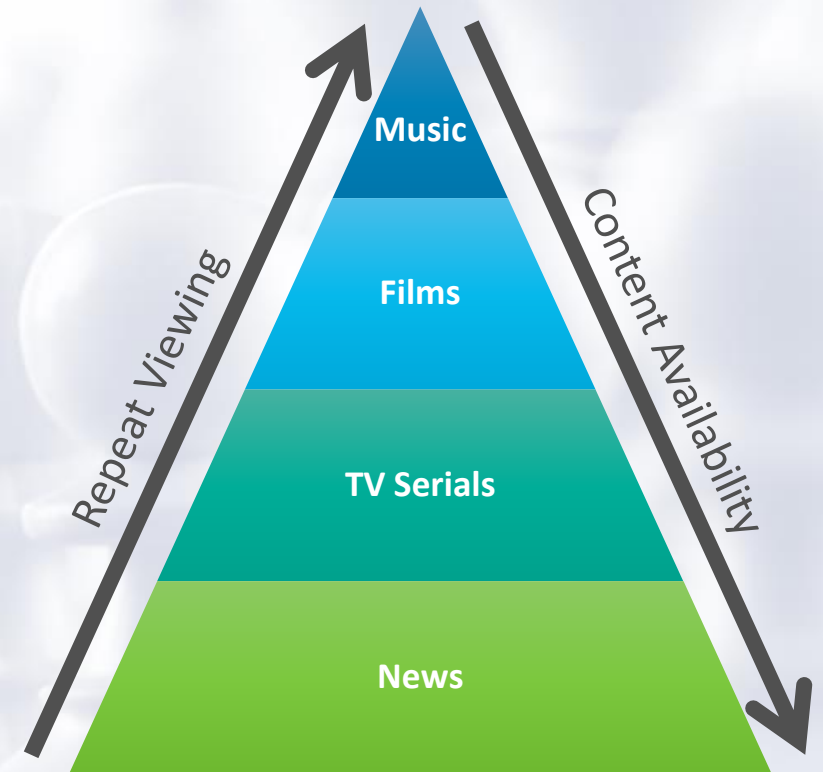 Music
Films
TV Serials
News
Repeat Viewing
Content Availability